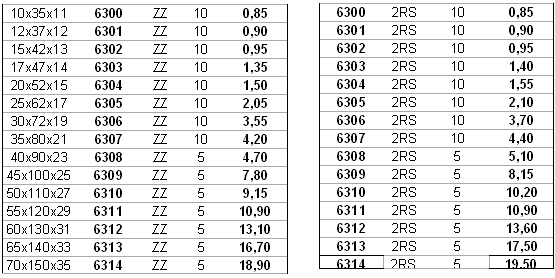 10x35x11 6300 ZZ 10 0,85
12x37x12 6301 ZZ 10 0,90
15x42x13 6302 ZZ 10 0,95
17x47x14 6303 ZZ 10 1,35
20x52x15 6304 ZZ 10 1,50
25x62x17 6305 ZZ 10 2,05
30x72x19 6306 ZZ 10 3,55
35x80x21 6307 ZZ 10 4,20
40x90x23 6308 ZZ 5 4,70
45x100x25 6309 ZZ 5 7,80
50x110x27 6310 ZZ 5 9,15
55x120x29 6311 ZZ 5 10,90
60x130x31 6312 ZZ 5 13,10
65x140x33 6313 ZZ 5 16,70
70x150x35 6314 ZZ 5 18,90
6300 2RS 10 0,85
6301 2RS 10 0,90
6302 2RS 10 0,95
6303 2RS 10 1,40
6304 2RS 10 1,55
6305 2RS 10 2,10
6306 2RS 10 3,70
6307 2RS 10 4,40
6308 2RS 5 5,10
6309 2RS 5 8,15
6310 2RS 5 10,20
6311 2RS 5 10,90
6312 2RS 5 13,60
6313 2RS 5 17,50
6314 2RS 5 19,50